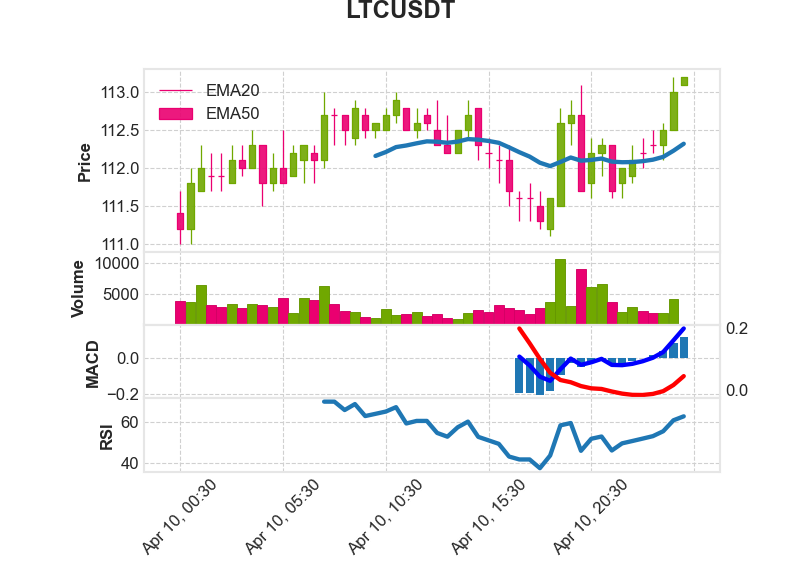 LTCUSDT
EMA20
EMA50
Price
113.0
112.5
112.0
111.5
111.0
Volume
10000
5000
MACD
0.0
−0.2
0.2
0.0
RSI
60
40
Apr 10, 00:30
Apr 10, 05:30
Apr 10, 10:30
Apr 10, 15:30
Apr 10, 20:30